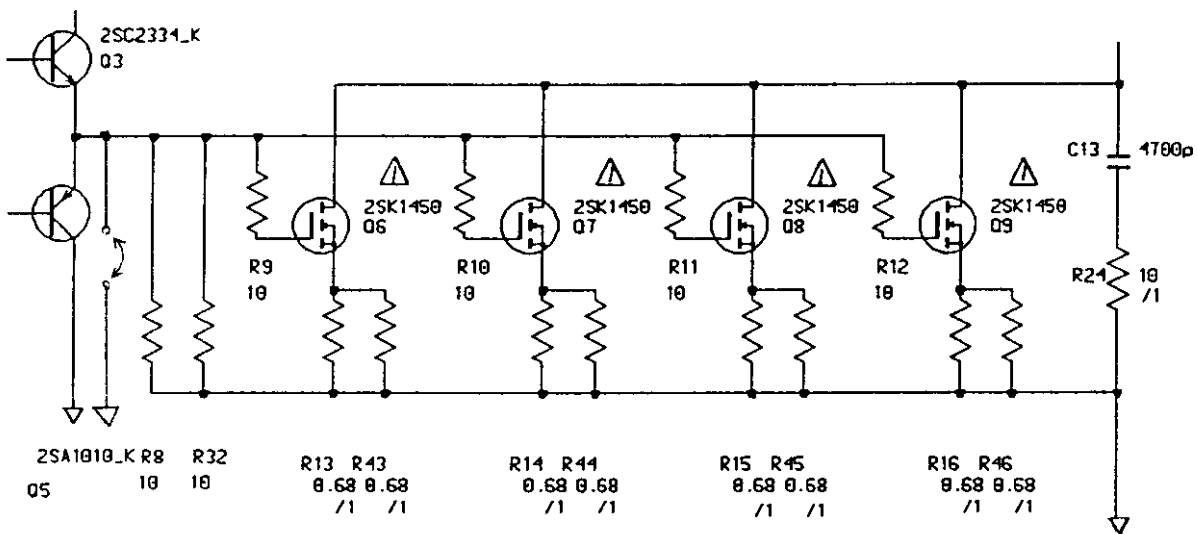 2SC2334_K
Q3
C13 4700p
2SK1450
Q6
2SK1450
Q7
2SK1450
Q8
2SK1450
Q9
R9
10
R10
10
R11
10
R12
10
R24 10
/1
2SA1010_K R8 R32
Q5 10 10
R13 R43
0.68 0.68
/1 /1
R14 R44
0.68 0.68
/1 /1
R15 R45
0.68 0.68
/1 /1
R16 R46
0.68 0.68
/1 /1